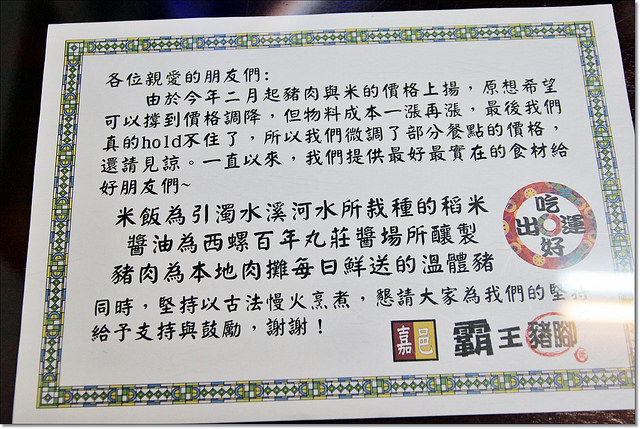 各位親愛的朋友們:
由於今年二月起豬肉與米的價格上揚，原想希望
可以撐到價格調降，但物料成本一漲再漲，最後我們
真的hold不住了，所以我們微調了部分餐點的價格，
還請見諒。一直以來，我們提供最好最實在的食材給
好朋友們~
米飯為引濁水溪河水所栽種的稻米
醬油為西螺百年丸莊醬場所釀製
豬肉為本地肉攤每日鮮送的溫體豬
吃
出 運
好
同時，堅持以古法慢火烹煮，懇請大家為我們的堅持
給予支持與鼓勵，謝謝！
嘉邑 霸王豬腳